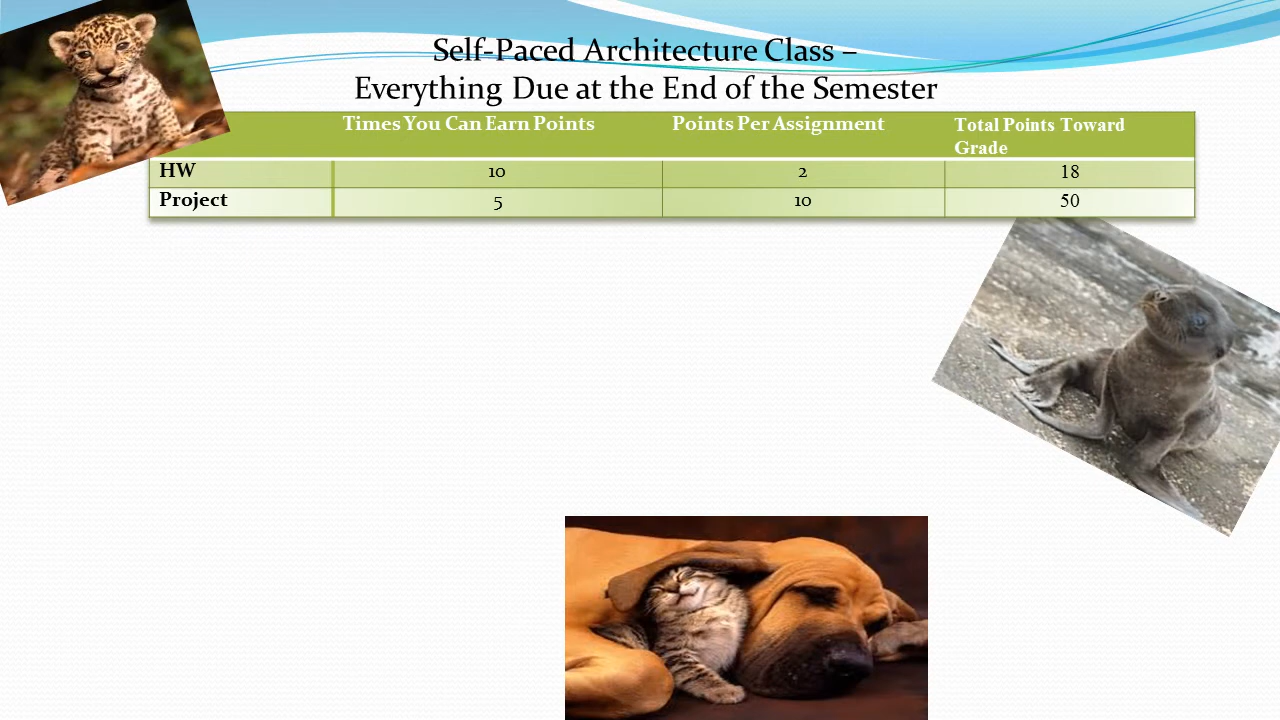 Self-Paced Architecture Class –
Everything Due at the End of the Semester
Times You Can Earn Points Points Per Assignment Total Points Toward
Grade
HW 10 2 18
Project 5 10 50